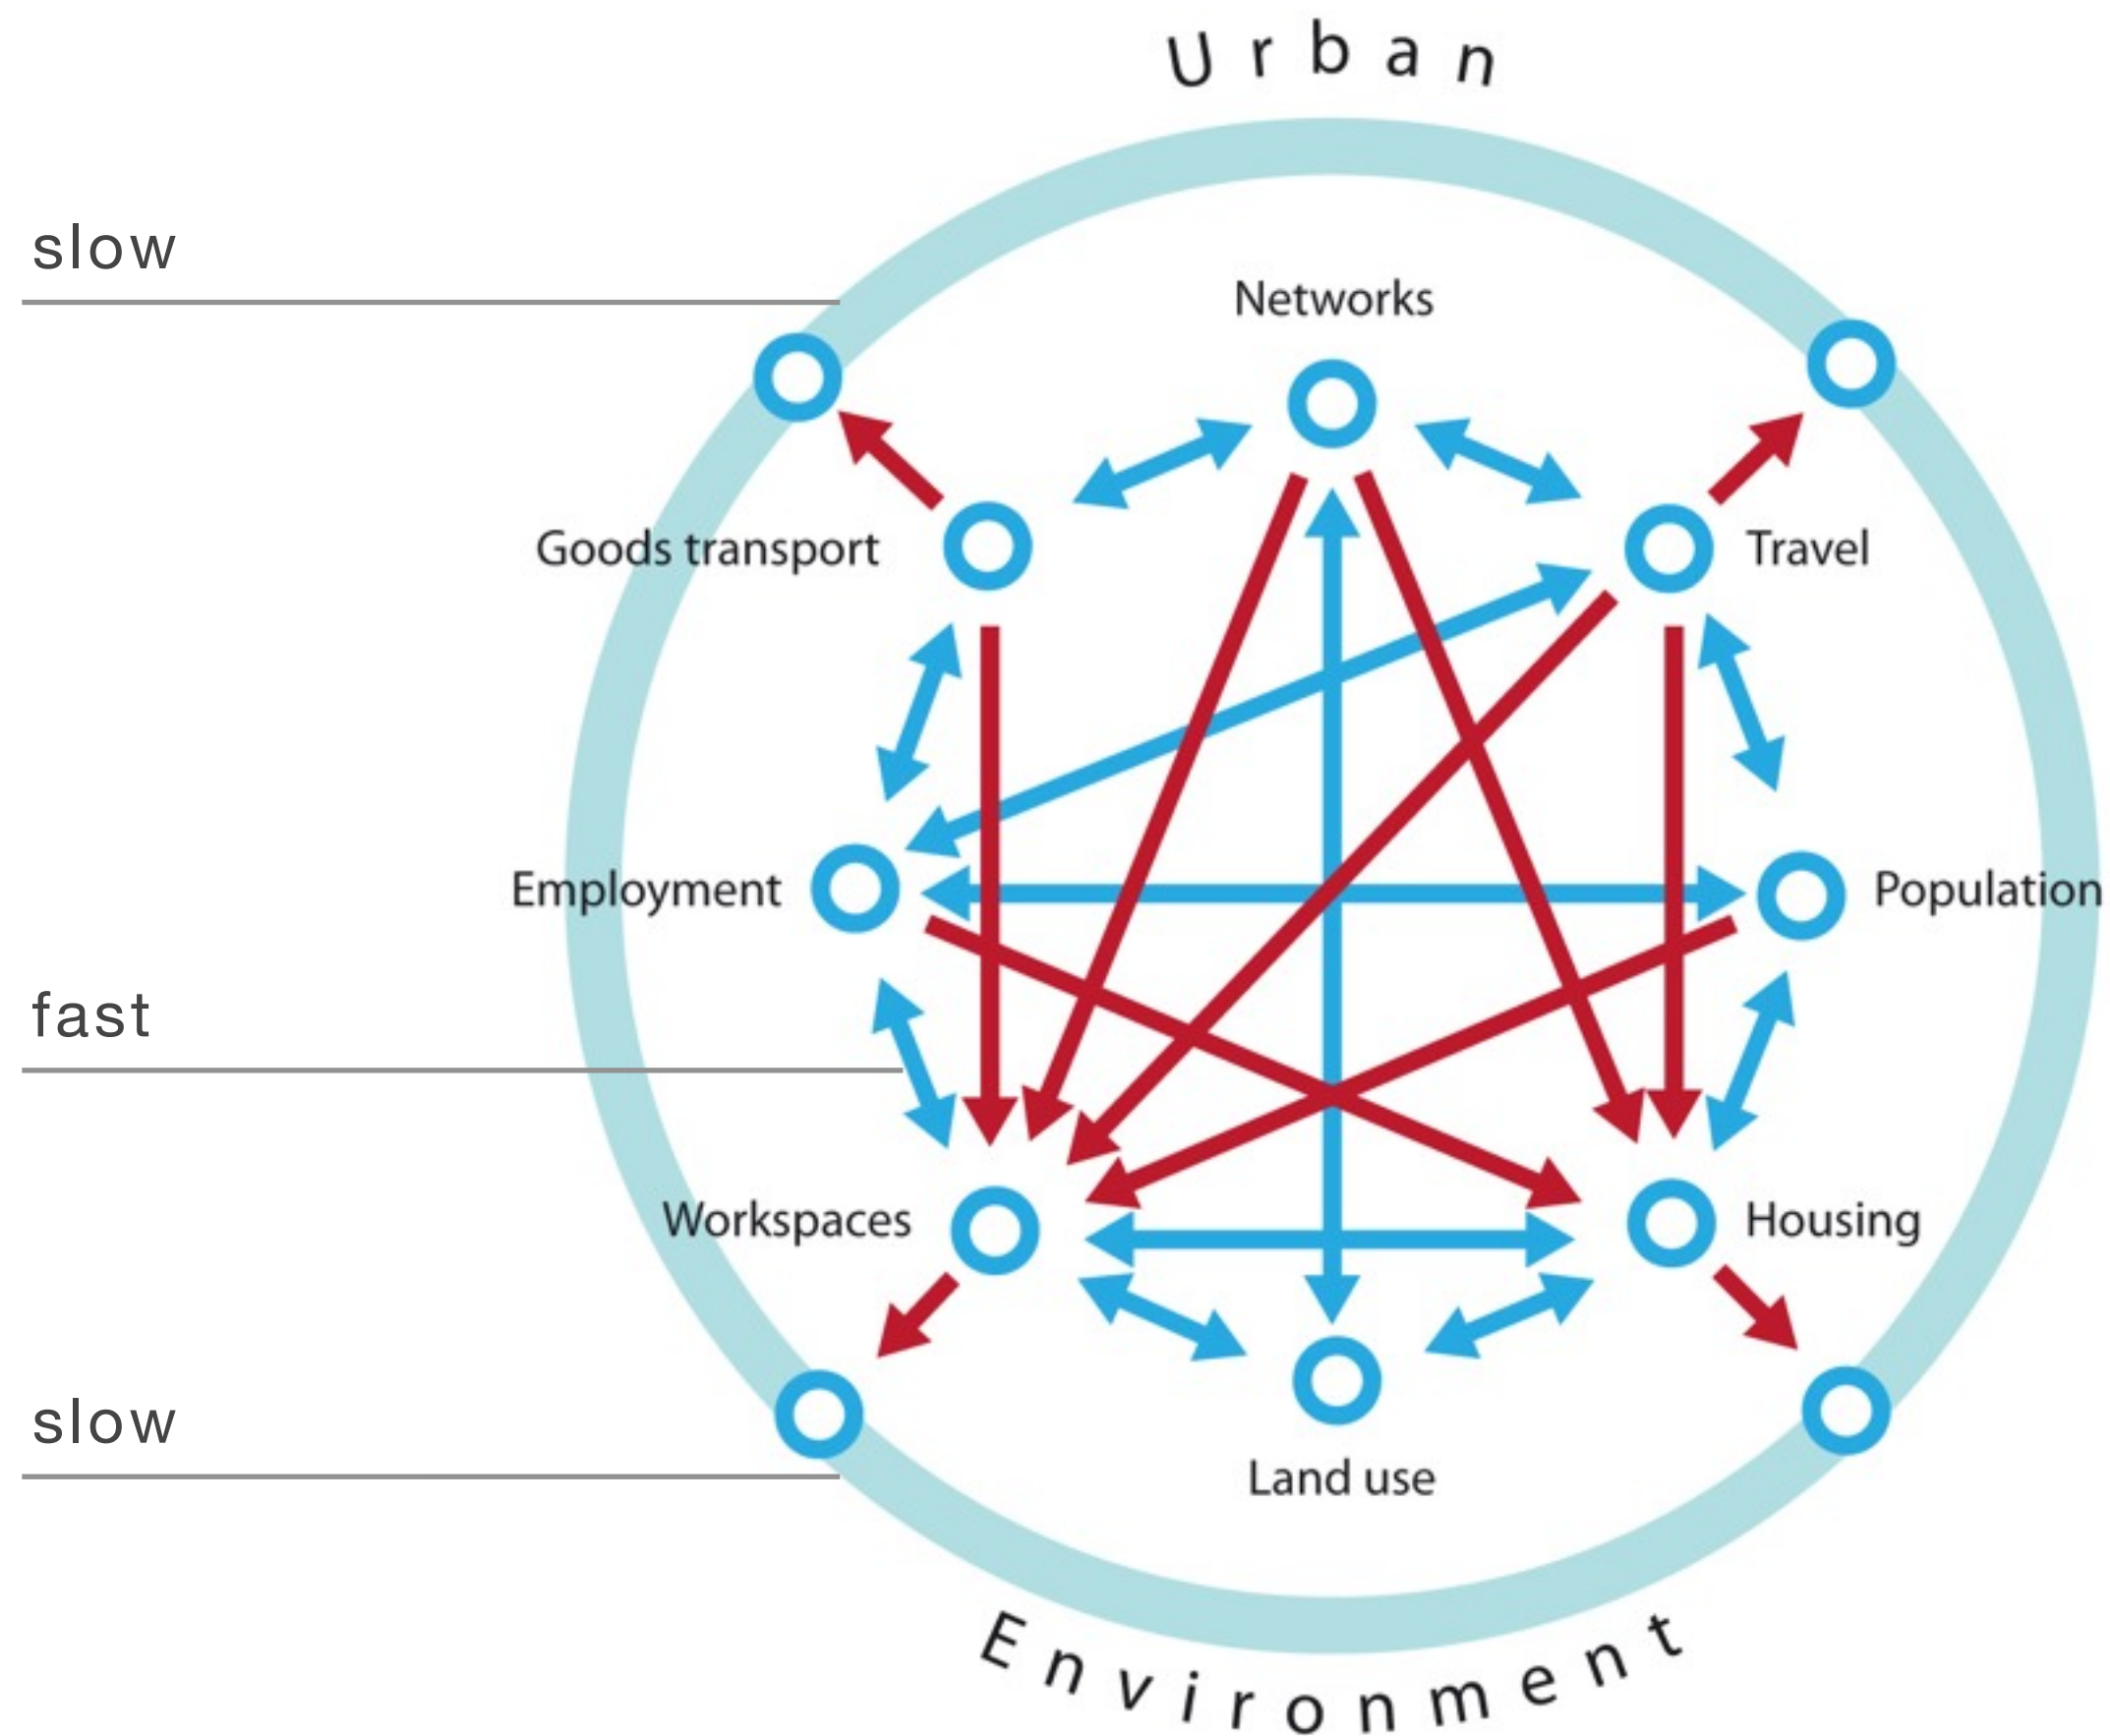 Urban
slow
Networks
Goods transport
Travel
Employment
Population
fast
Workspaces
Housing
slow
Land use
Environment